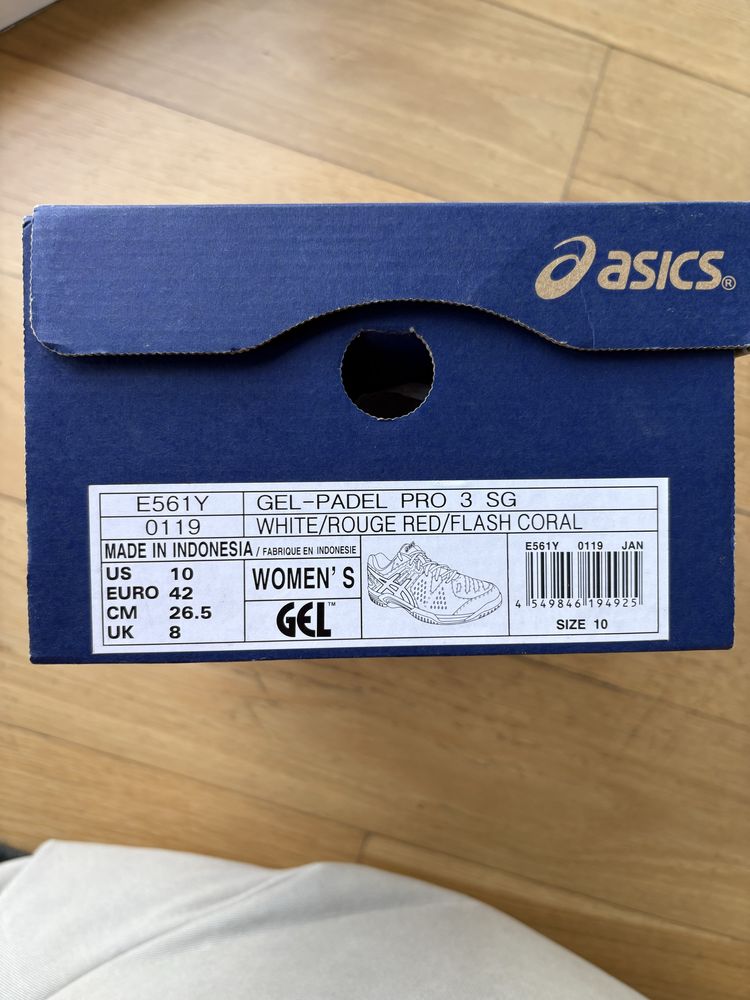 asics®
E561Y GEL-PADEL PRO 3 SG
0119 WHITE/ROUGE RED/FLASH CORAL
MADE IN INDONESIA / FABRIQUE EN INDONESIE
US 10
EURO 42
CM 26.5
UK 8
WOMEN'S
GEL™
E561Y 0119 JAN
4 549846 194925
SIZE 10